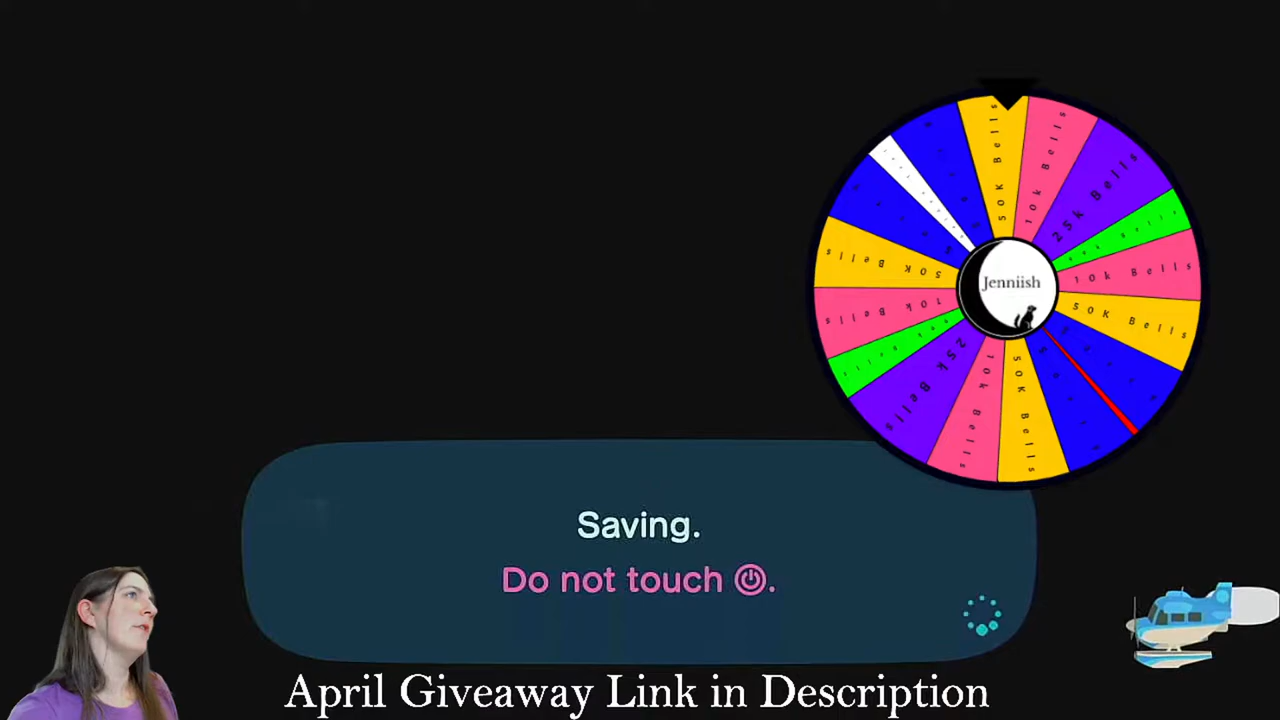 50K Bells
10k Bells
25k Bells
10k Bells
50K Bells
50K Bells
10k Bells
25k Bells
10k Bells
50K Bells
Jenniish
Saving.
Do not touch ⏻.
April Giveaway Link in Description